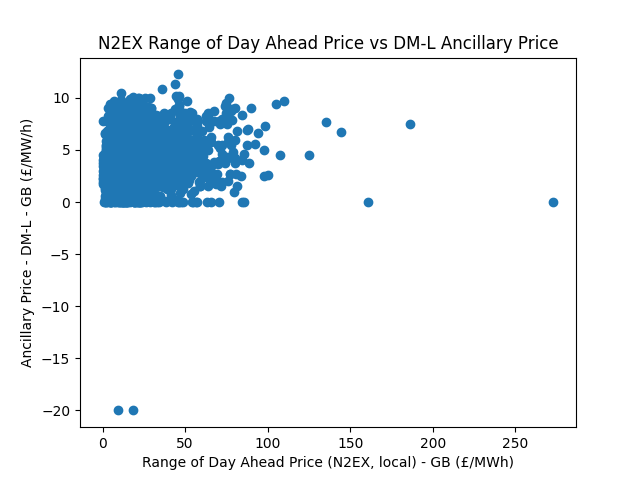 N2EX Range of Day Ahead Price vs DM-L Ancillary Price
Ancillary Price - DM-L - GB (£/MW/h)
10
5
0
−5
−10
−15
−20
0 50 100 150 200 250
Range of Day Ahead Price (N2EX, local) - GB (£/MWh)